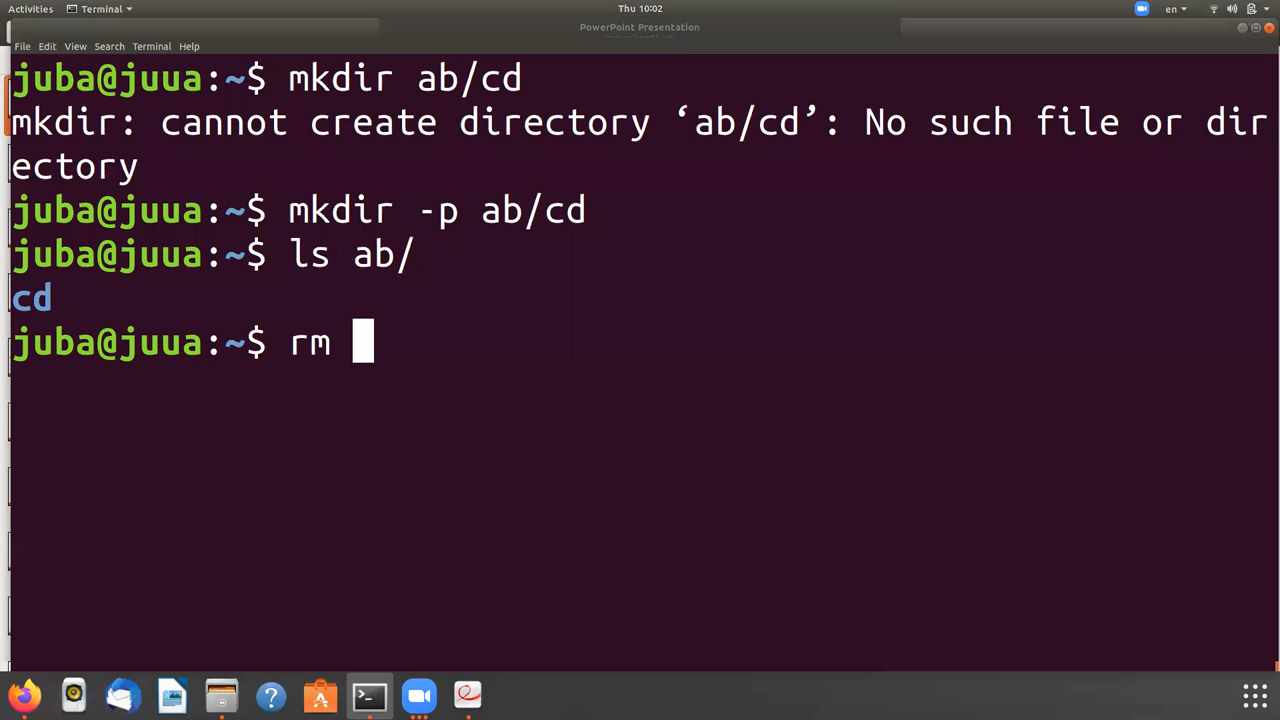 Activities Terminal Thu 10:02 en
PowerPoint Presentation
File Edit View Search Terminal Help
juba@juua:~$ mkdir ab/cd
mkdir: cannot create directory ‘ab/cd’: No such file or dir
ectory
juba@juua:~$ mkdir -p ab/cd
juba@juua:~$ ls ab/
cd
juba@juua:~$ rm